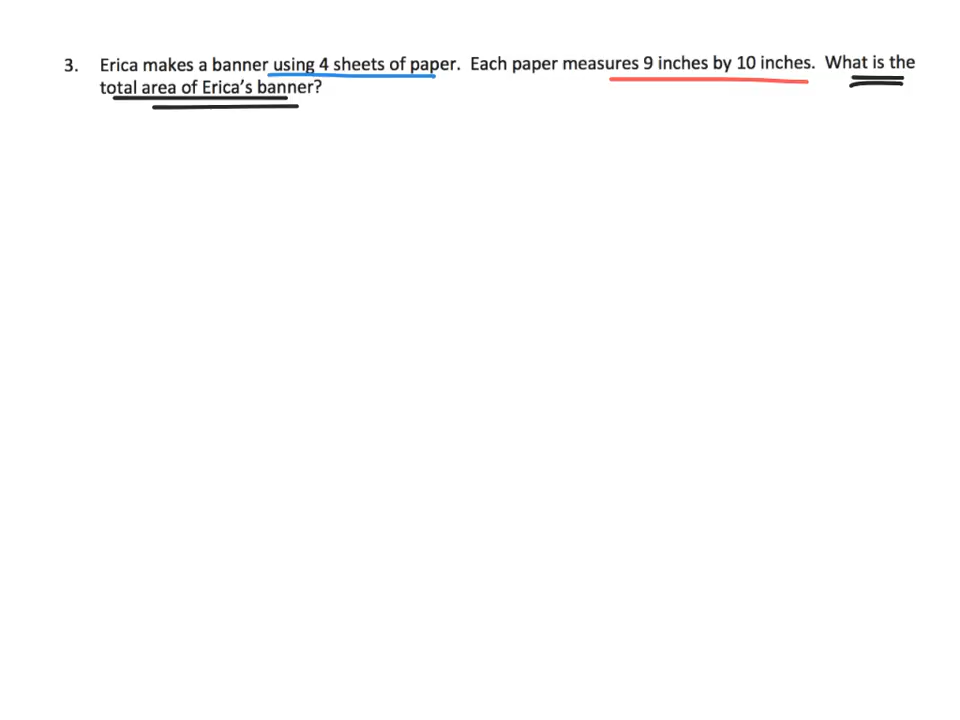 3. Erica makes a banner using 4 sheets of paper. Each paper measures 9 inches by 10 inches. What is the
total area of Erica's banner?